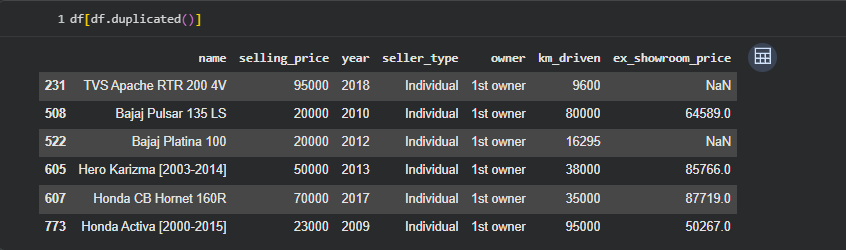 1 df[df.duplicated()]
name selling_price year seller_type owner km_driven ex_showroom_price
231 TVS Apache RTR 200 4V 95000 2018 Individual 1st owner 9600 NaN
508 Bajaj Pulsar 135 LS 20000 2010 Individual 1st owner 80000 64589.0
522 Bajaj Platina 100 20000 2012 Individual 1st owner 16295 NaN
605 Hero Karizma [2003-2014] 50000 2013 Individual 1st owner 38000 85766.0
607 Honda CB Hornet 160R 70000 2017 Individual 1st owner 35000 87719.0
773 Honda Activa [2000-2015] 23000 2009 Individual 1st owner 95000 50267.0